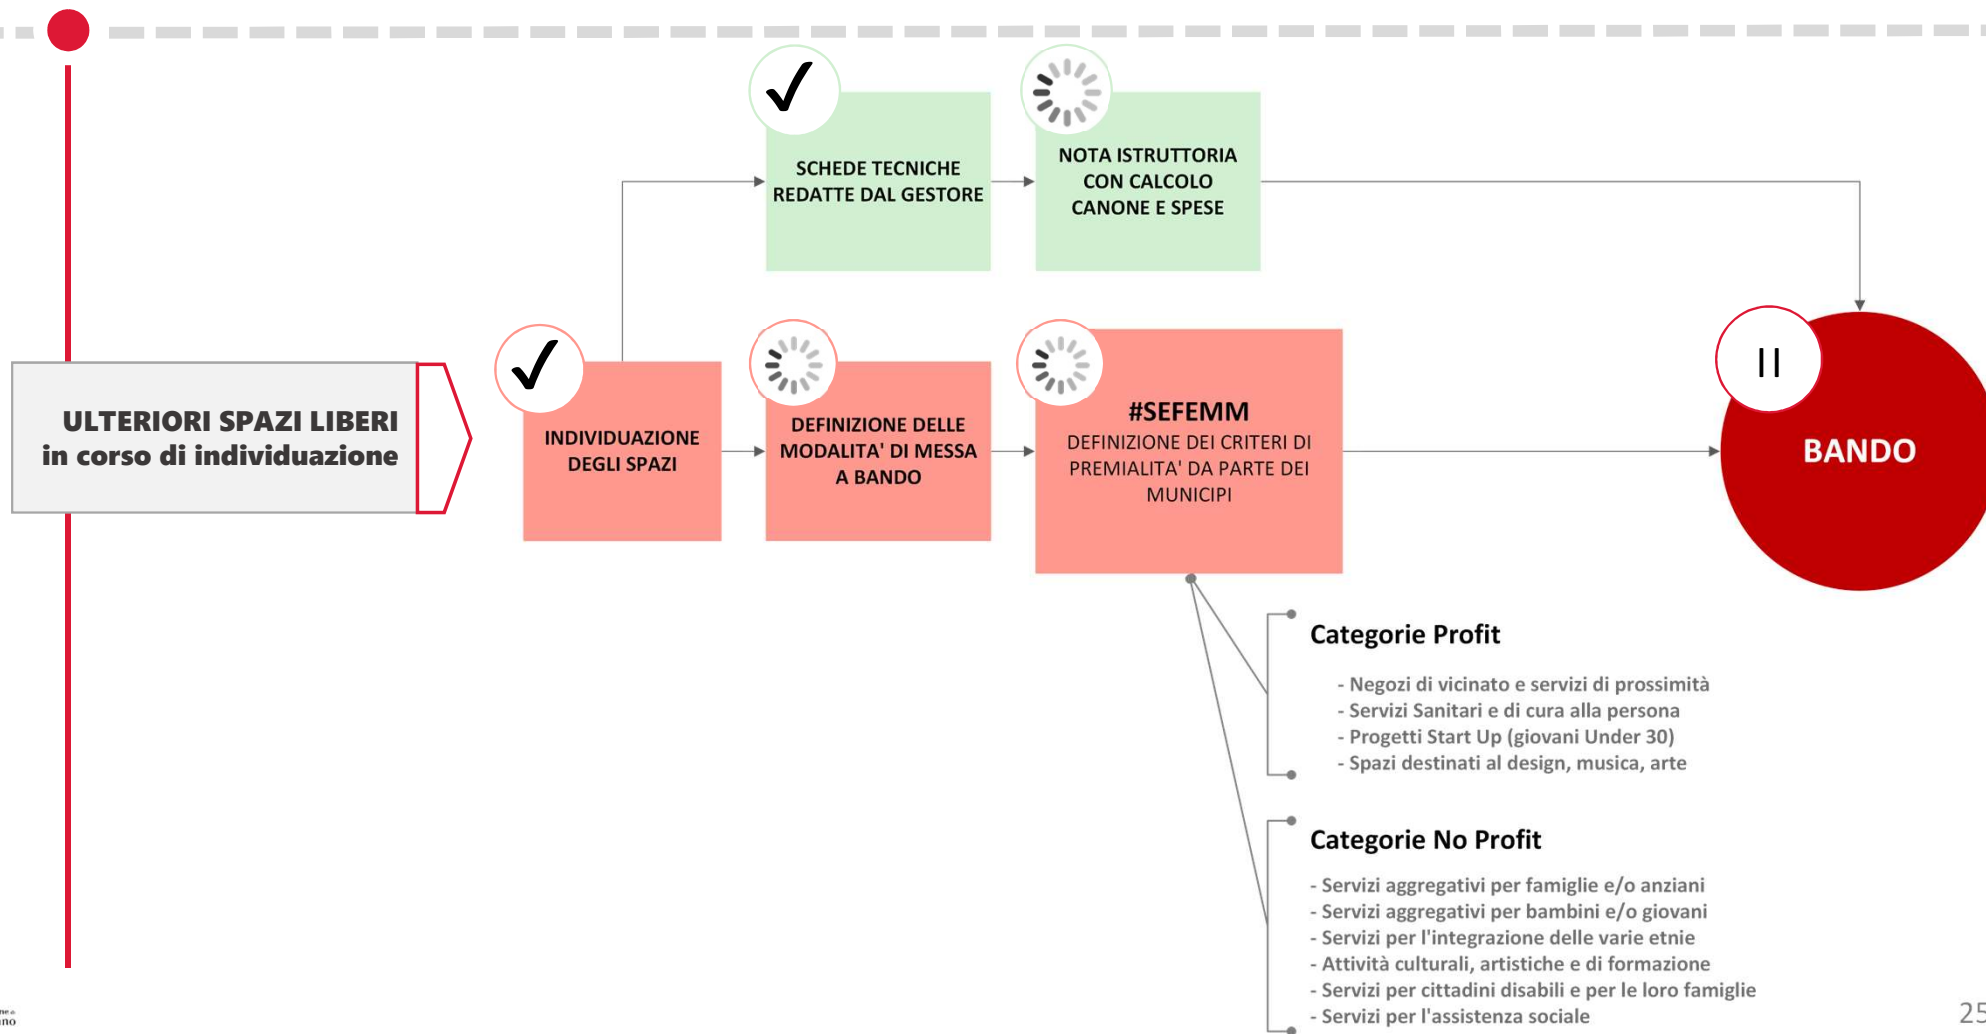 SCHEDE TECNICHE
REDATTE DAL GESTORE
NOTA ISTRUTTORIA
CON CALCOLO
CANONE E SPESE
ULTERIORI SPAZI LIBERI
in corso di individuazione
INDIVIDUAZIONE
DEGLI SPAZI
DEFINIZIONE DELLE
MODALITA' DI MESSA
A BANDO
#SEFEMM
DEFINIZIONE DEI CRITERI DI
PREMIALITA' DA PARTE DEI
MUNICIPI
BANDO
Categorie Profit
- Negozi di vicinato e servizi di prossimità
- Servizi Sanitari e di cura alla persona
- Progetti Start Up (giovani Under 30)
- Spazi destinati al design, musica, arte
Categorie No Profit
- Servizi aggregativi per famiglie e/o anziani
- Servizi aggregativi per bambini e/o giovani
- Servizi per l'integrazione delle varie etnie
- Attività culturali, artistiche e di formazione
- Servizi per cittadini disabili e per le loro famiglie
- Servizi per l'assistenza sociale
25